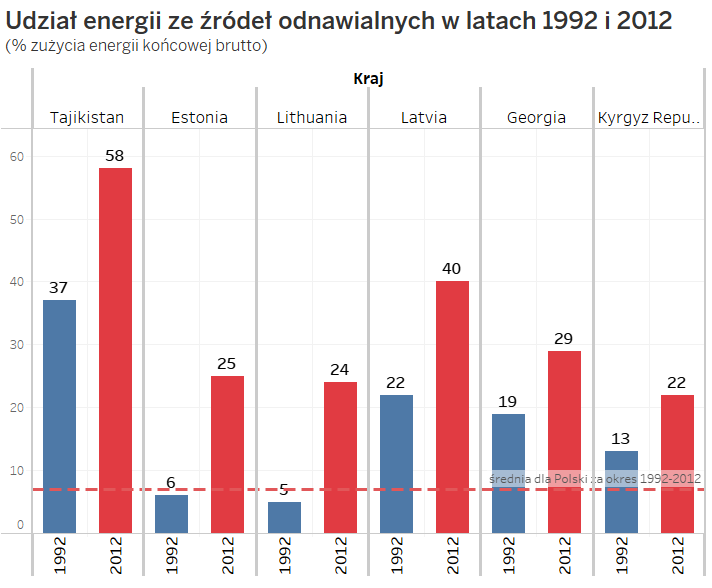 Udział energii ze źródeł odnawialnych w latach 1992 i 2012
(% zużycia energii końcowej brutto)
Kraj
Tajikistan Estonia Lithuania Latvia Georgia Kyrgyz Repu..
60
50
40
30
20
10
0
37 58 6 25 5 24 22 40 19 29 13 22
średnia dla Polski za okres 1992-2012
1992 2012 1992 2012 1992 2012 1992 2012 1992 2012 1992 2012